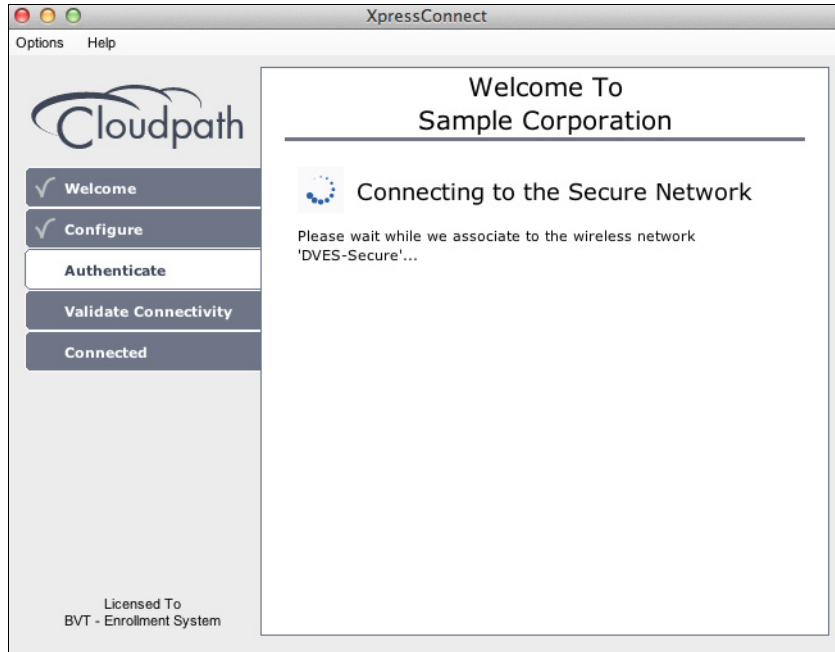 XpressConnect
Options Help
Cloudpath
Welcome
Configure
Authenticate
Validate Connectivity
Connected
Licensed To
BVT - Enrollment System
Welcome To
Sample Corporation
Connecting to the Secure Network
Please wait while we associate to the wireless network
'DVES-Secure'...